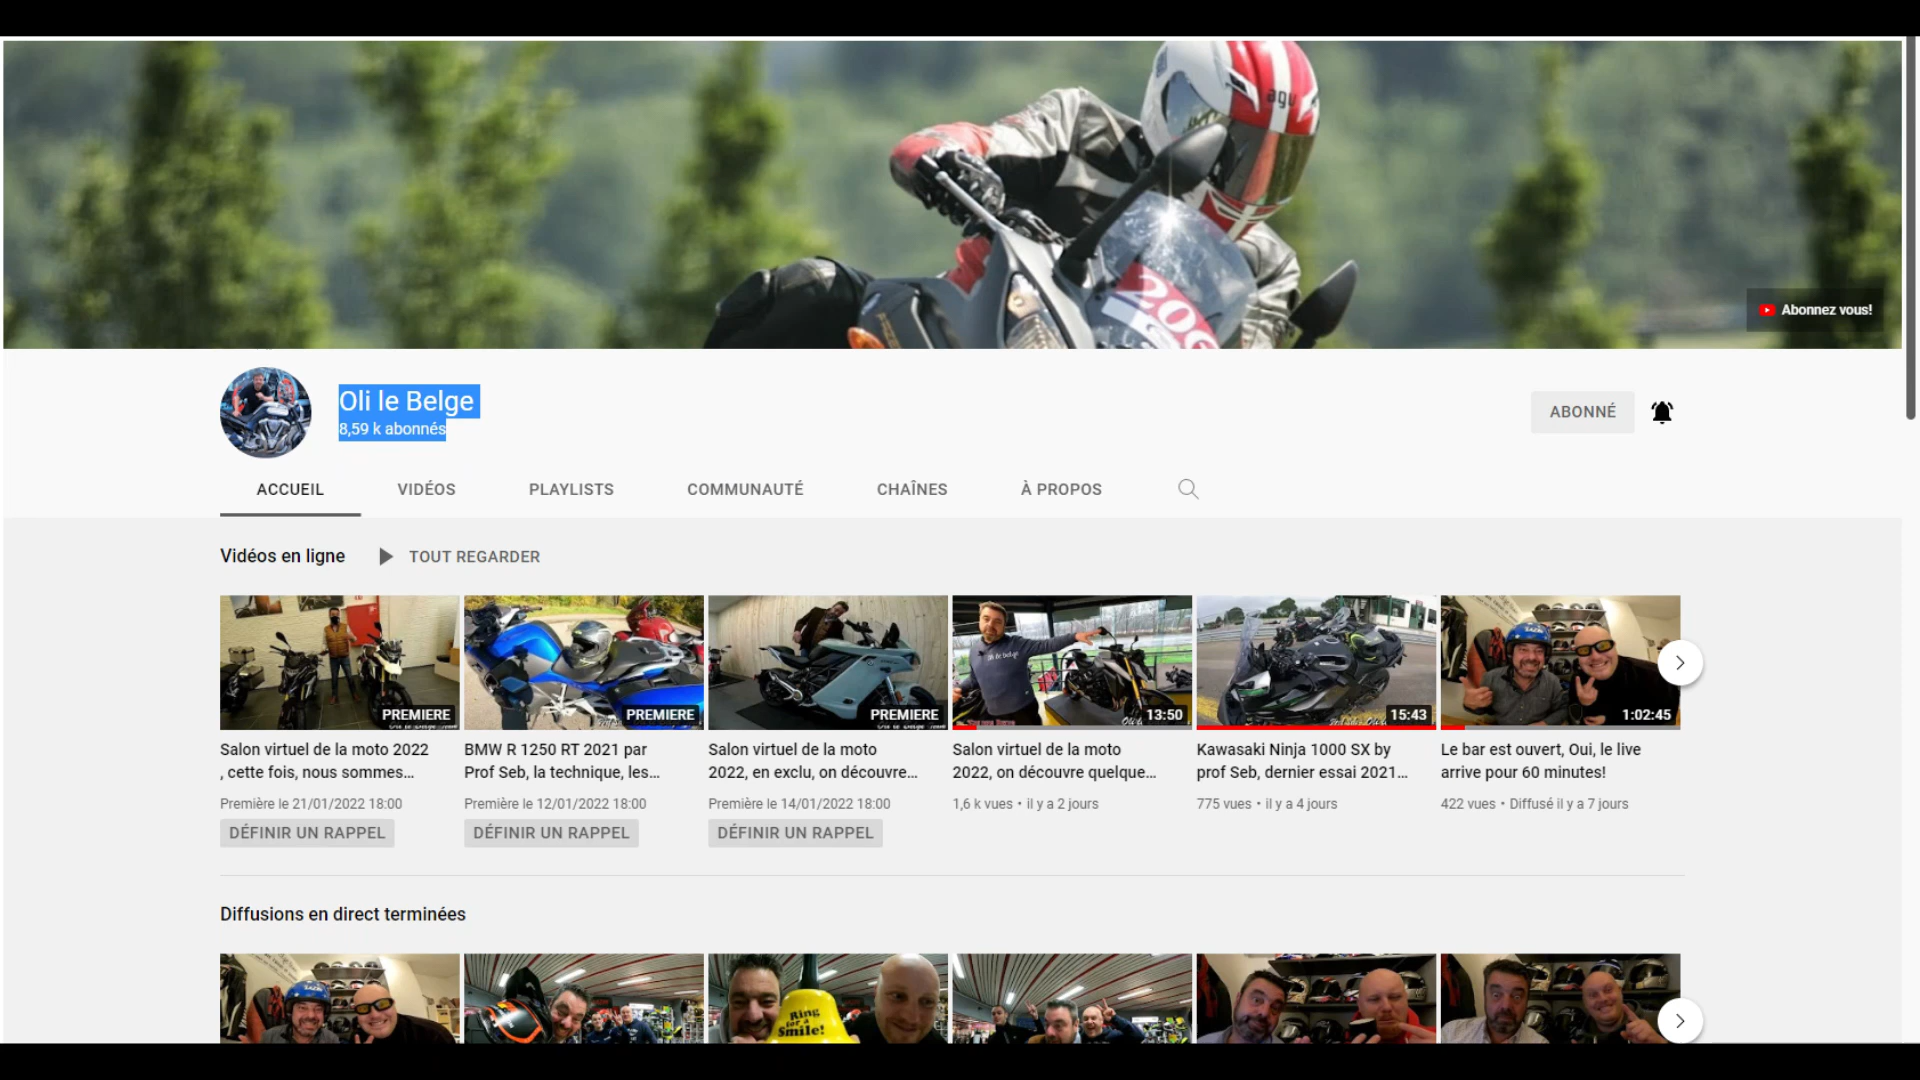 agv
206
Abonnez vous!
Oli le Belge
8,59 k abonnés
ABONNÉ
ACCUEIL
VIDÉOS
PLAYLISTS
COMMUNAUTÉ
CHAÎNES
À PROPOS
Vidéos en ligne
TOUT REGARDER
PREMIERE
PREMIERE
PREMIERE
13:50
15:43
1:02:45
Salon virtuel de la moto 2022
, cette fois, nous sommes...
Première le 21/01/2022 18:00
DÉFINIR UN RAPPEL
BMW R 1250 RT 2021 par
Prof Seb, la technique, les...
Première le 12/01/2022 18:00
DÉFINIR UN RAPPEL
Salon virtuel de la moto
2022, en exclu, on découvre...
Première le 14/01/2022 18:00
DÉFINIR UN RAPPEL
Salon virtuel de la moto
2022, on découvre quelque...
1,6 k vues • il y a 2 jours
Kawasaki Ninja 1000 SX by
prof Seb, dernier essai 2021...
775 vues • il y a 4 jours
Le bar est ouvert, Oui, le live
arrive pour 60 minutes!
422 vues • Diffusé il y a 7 jours
Diffusions en direct terminées
Ring
for a
Smile!